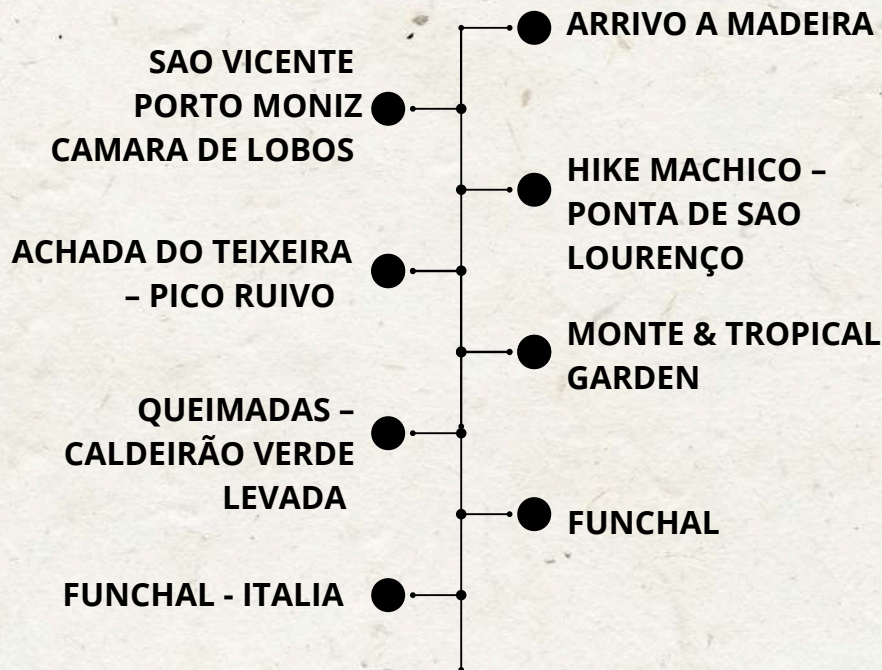 ARRIVO A MADEIRA
SAO VICENTE
PORTO MONIZ
CAMARA DE LOBOS
HIKE MACHICO –
PONTA DE SAO
LOURENÇO
ACHADA DO TEIXEIRA
– PICO RUIVO
MONTE & TROPICAL
GARDEN
QUEIMADAS –
CALDEIRÃO VERDE
LEVADA
FUNCHAL
FUNCHAL - ITALIA